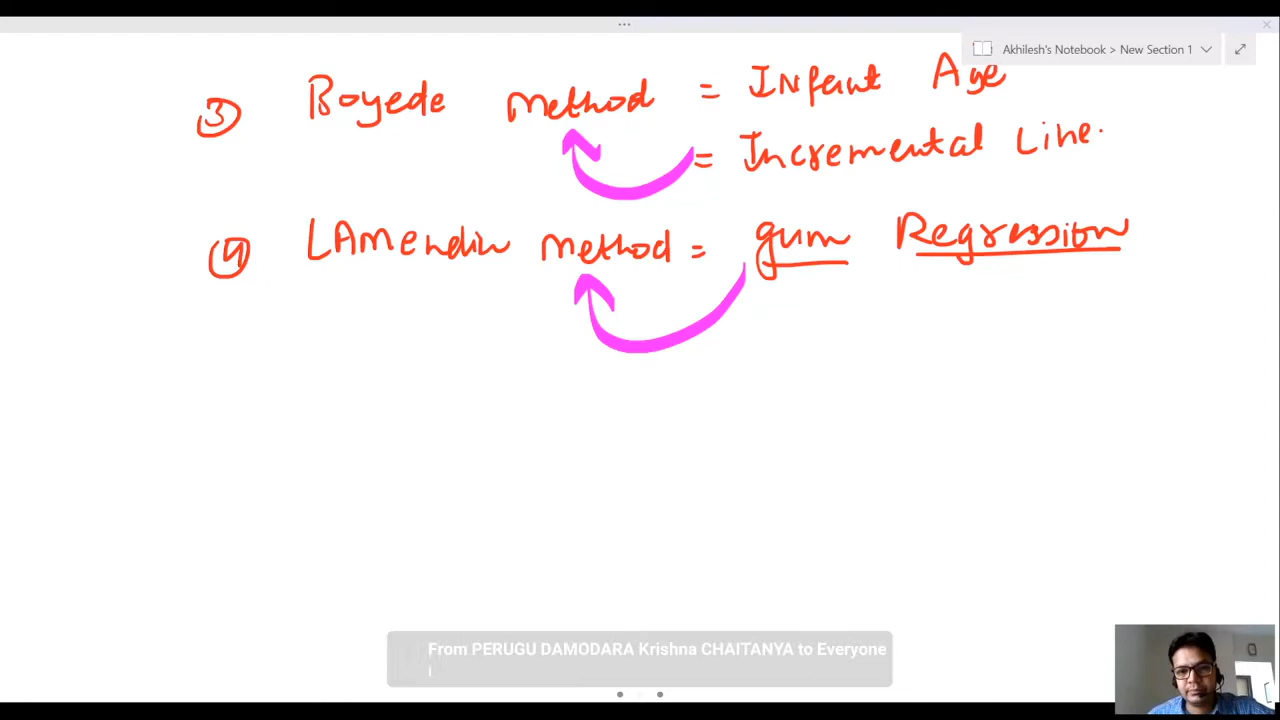 Akhilesh's Notebook > New Section 1
③ Boyede method = Infant Age
= Incremental Line.
④ LAMendin method = gum Regression
From PERUGU DAMODARA Krishna CHAITANYA to Everyone
l